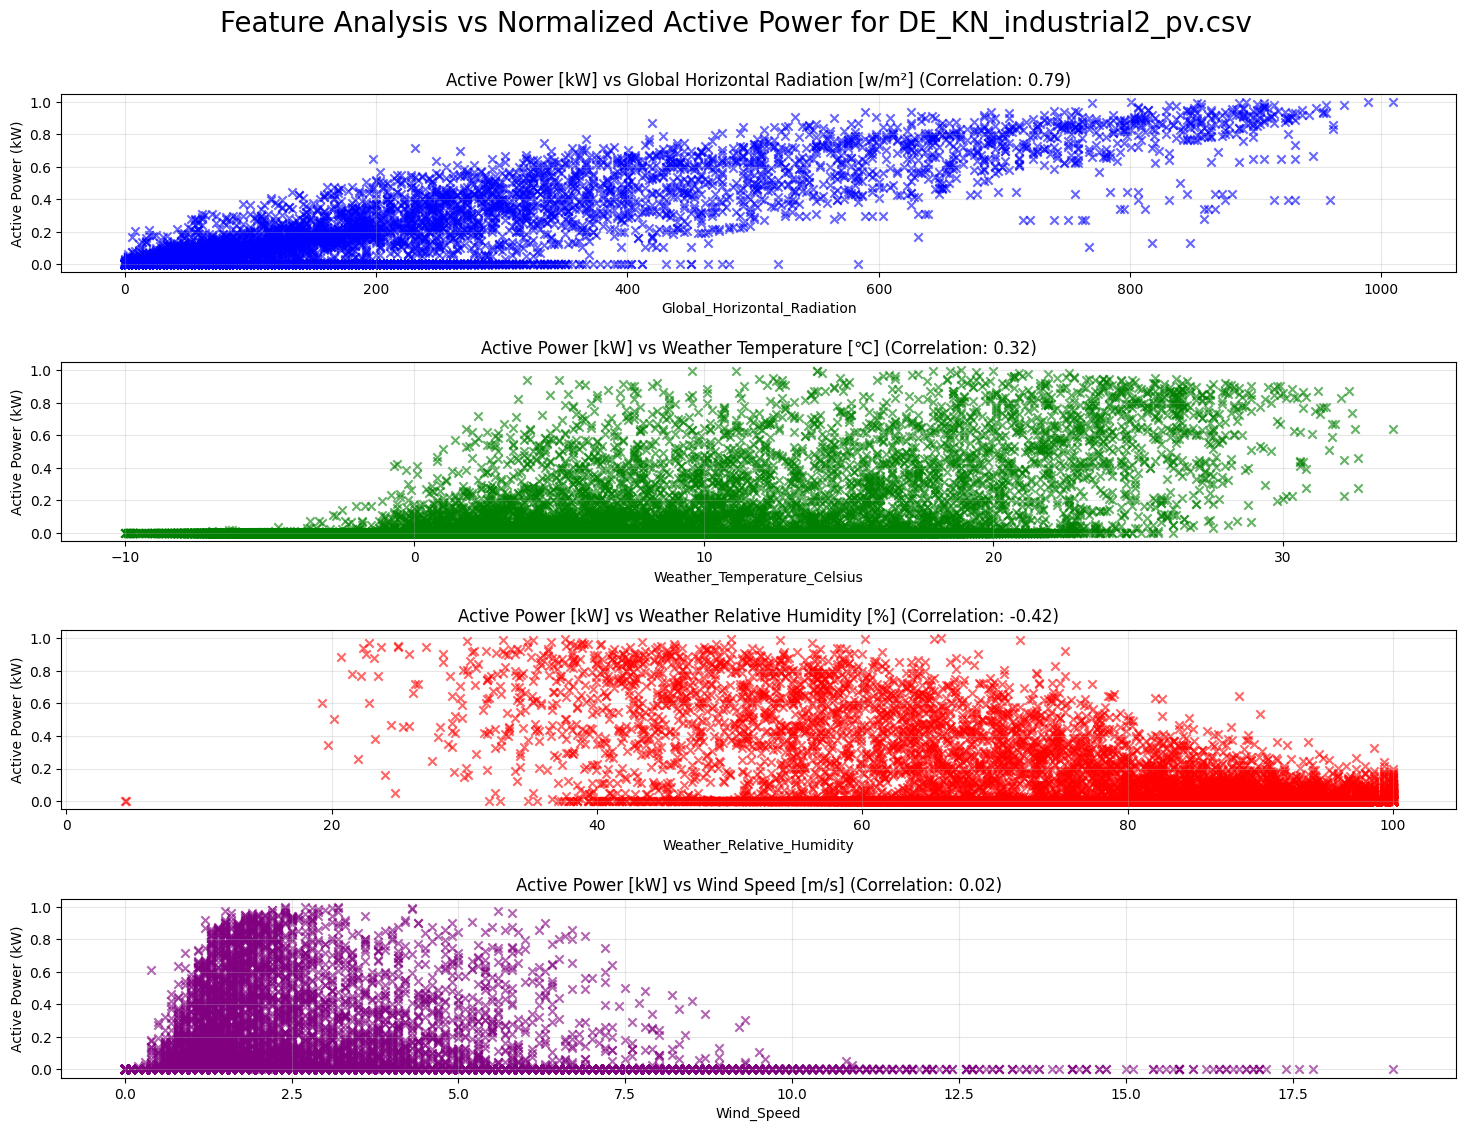 Feature Analysis vs Normalized Active Power for DE_KN_industrial2_pv.csv
Active Power [kW] vs Global Horizontal Radiation [w/m²] (Correlation: 0.79)
Active Power (kW)
1.0
0.8
0.6
0.4
0.2
0.0
0 200 400 600 800 1000
Global_Horizontal_Radiation
Active Power [kW] vs Weather Temperature [℃] (Correlation: 0.32)
Active Power (kW)
1.0
0.8
0.6
0.4
0.2
0.0
−10 0 10 20 30
Weather_Temperature_Celsius
Active Power [kW] vs Weather Relative Humidity [%] (Correlation: -0.42)
Active Power (kW)
1.0
0.8
0.6
0.4
0.2
0.0
0 20 40 60 80 100
Weather_Relative_Humidity
Active Power [kW] vs Wind Speed [m/s] (Correlation: 0.02)
Active Power (kW)
1.0
0.8
0.6
0.4
0.2
0.0
0.0 2.5 5.0 7.5 10.0 12.5 15.0 17.5
Wind_Speed